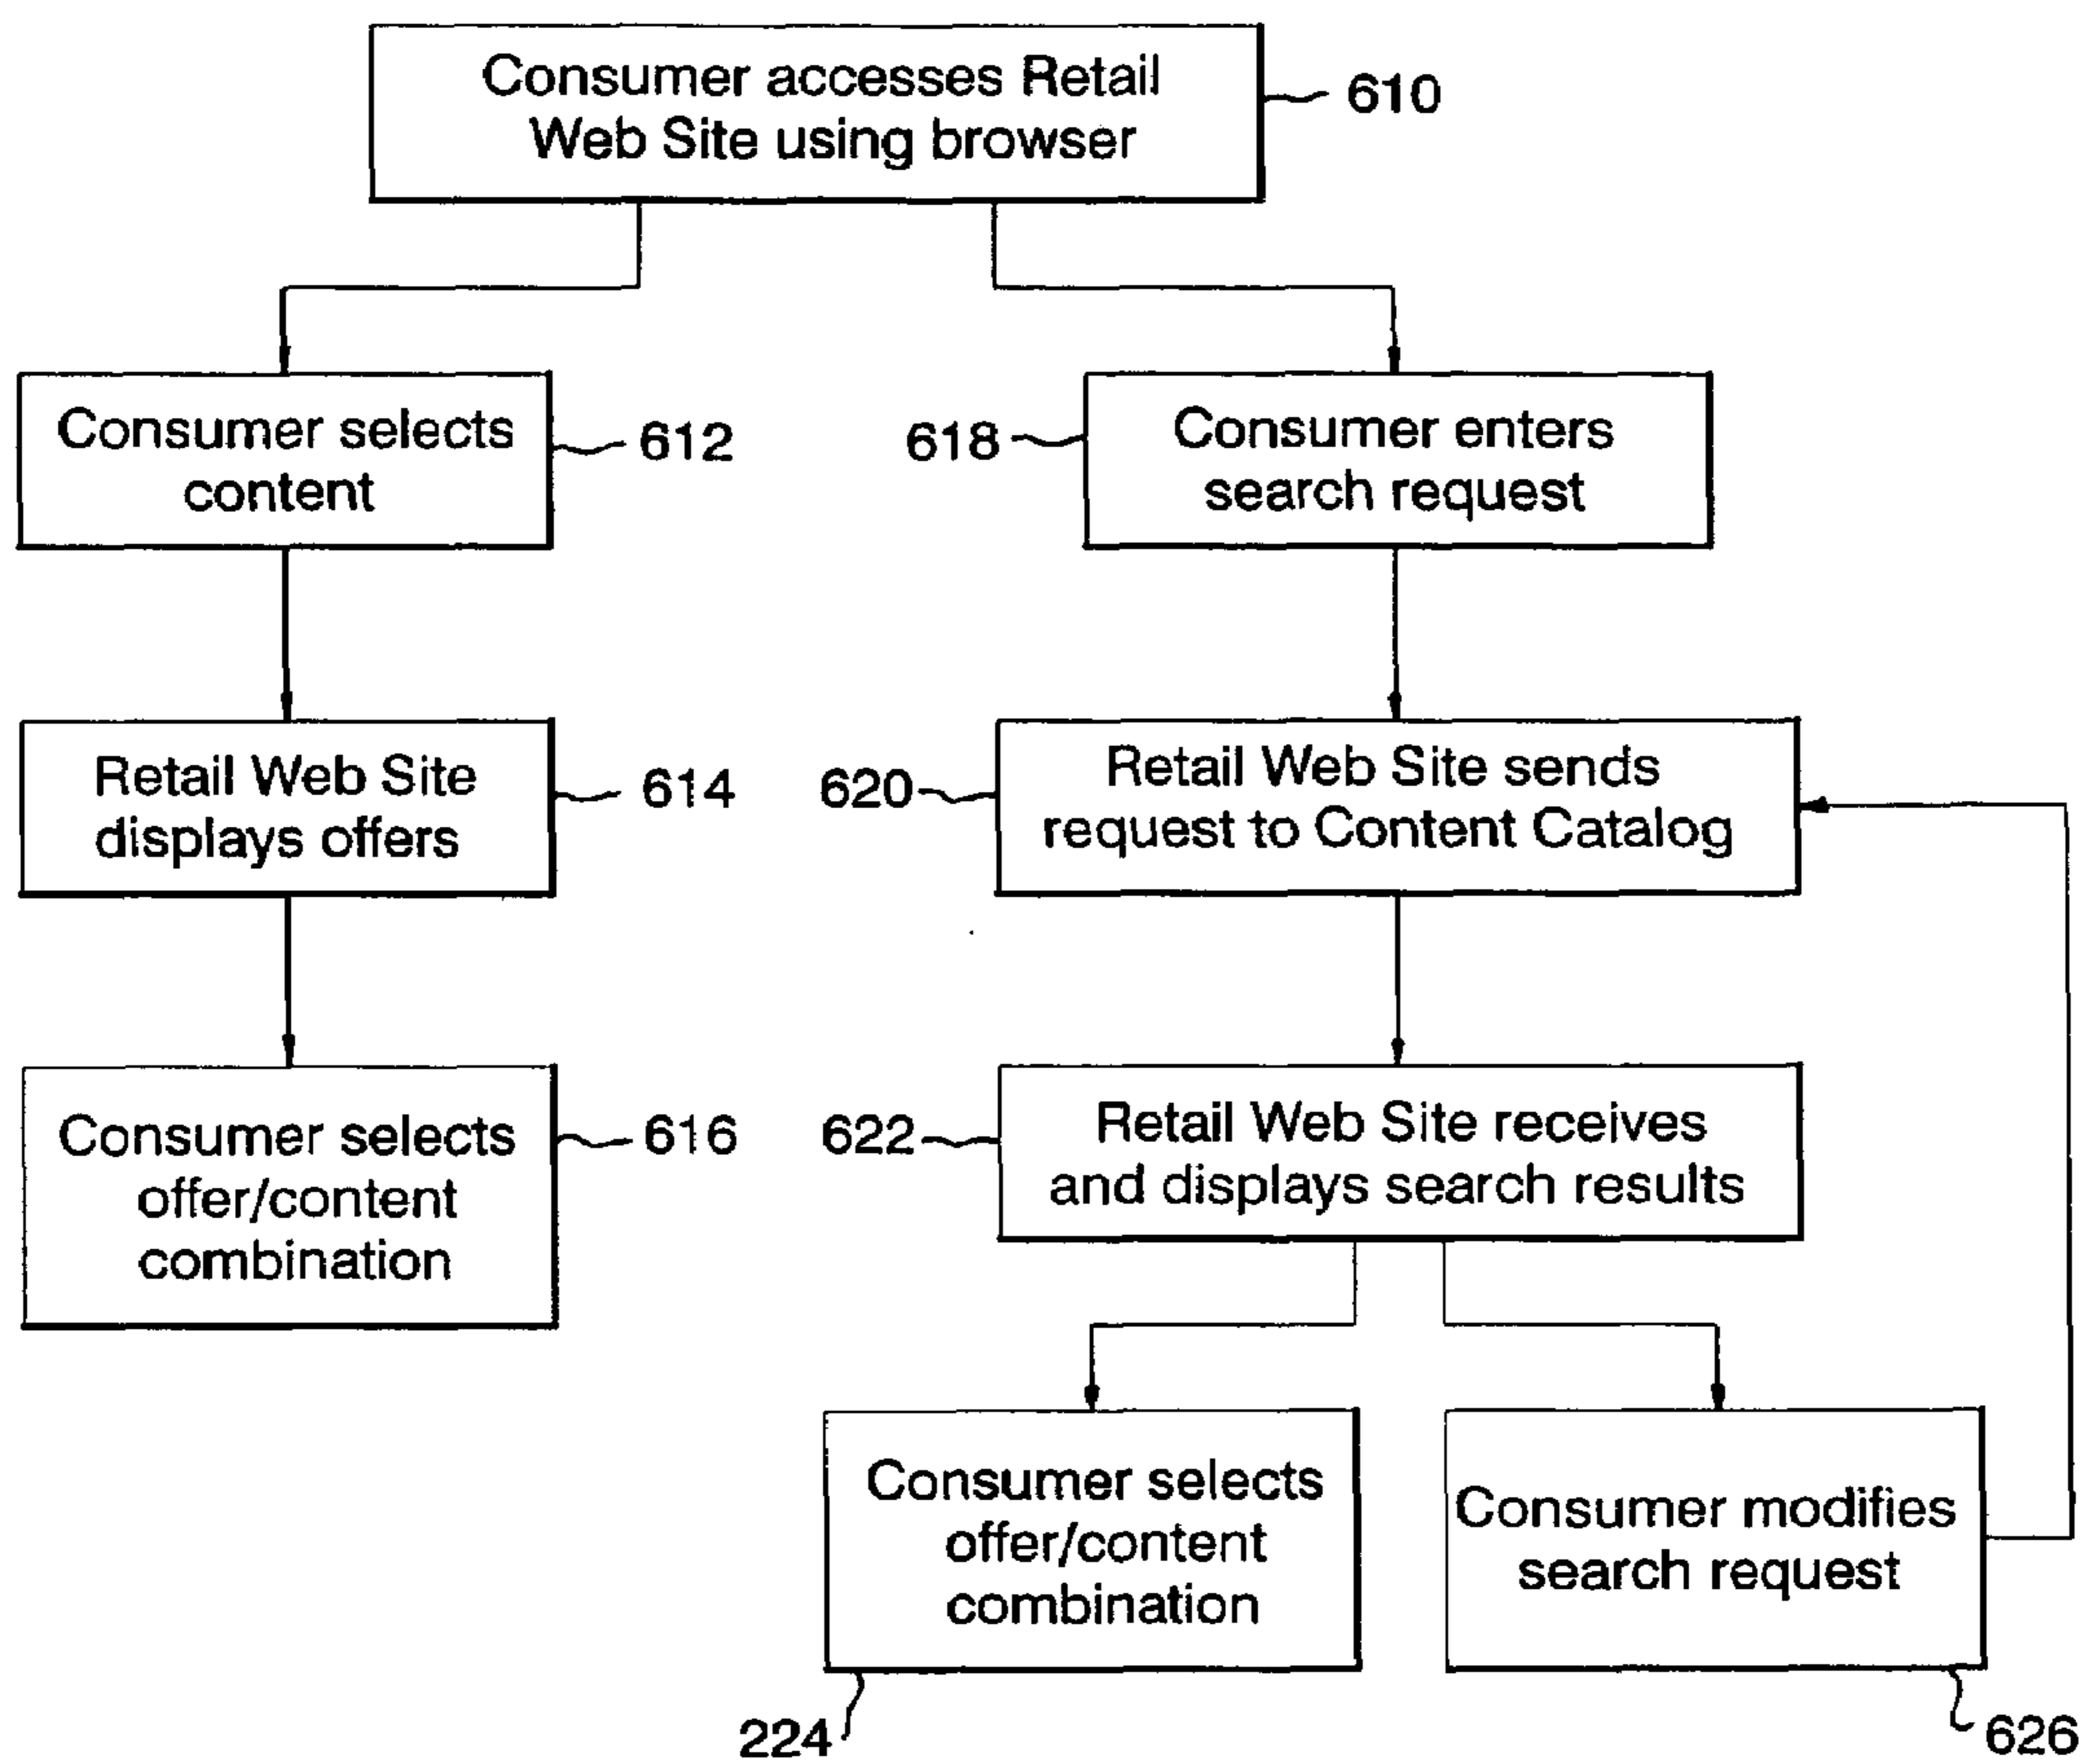 Consumer accesses Retail
Web Site using browser
610
Consumer selects
content
612
618
Consumer enters
search request
Retail Web Site
displays offers
614
620
Retail Web Site sends
request to Content Catalog
Consumer selects
offer/content
combination
616
622
Retail Web Site receives
and displays search results
Consumer selects
offer/content
combination
224
Consumer modifies
search request
626